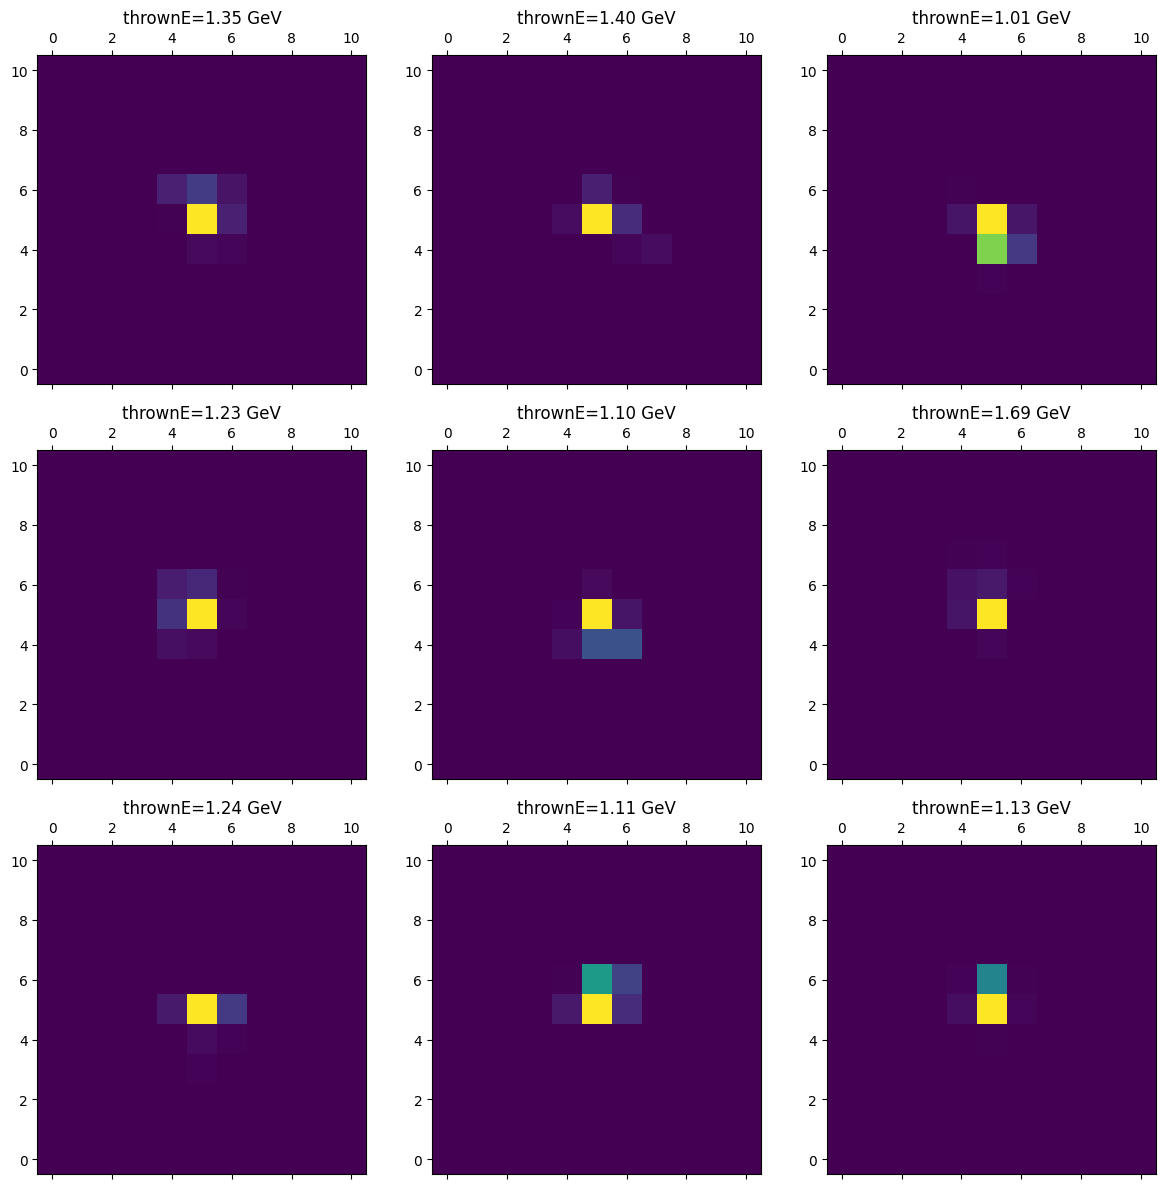 thrownE=1.35 GeV thrownE=1.40 GeV thrownE=1.01 GeV
0 2 4 6 8 10 0 2 4 6 8 10 0 2 4 6 8 10
10 10 10
8 8 8
6 6 6
4 4 4
2 2 2
0 0 0
thrownE=1.23 GeV thrownE=1.10 GeV thrownE=1.69 GeV
0 2 4 6 8 10 0 2 4 6 8 10 0 2 4 6 8 10
10 10 10
8 8 8
6 6 6
4 4 4
2 2 2
0 0 0
thrownE=1.24 GeV thrownE=1.11 GeV thrownE=1.13 GeV
0 2 4 6 8 10 0 2 4 6 8 10 0 2 4 6 8 10
10 10 10
8 8 8
6 6 6
4 4 4
2 2 2
0 0 0